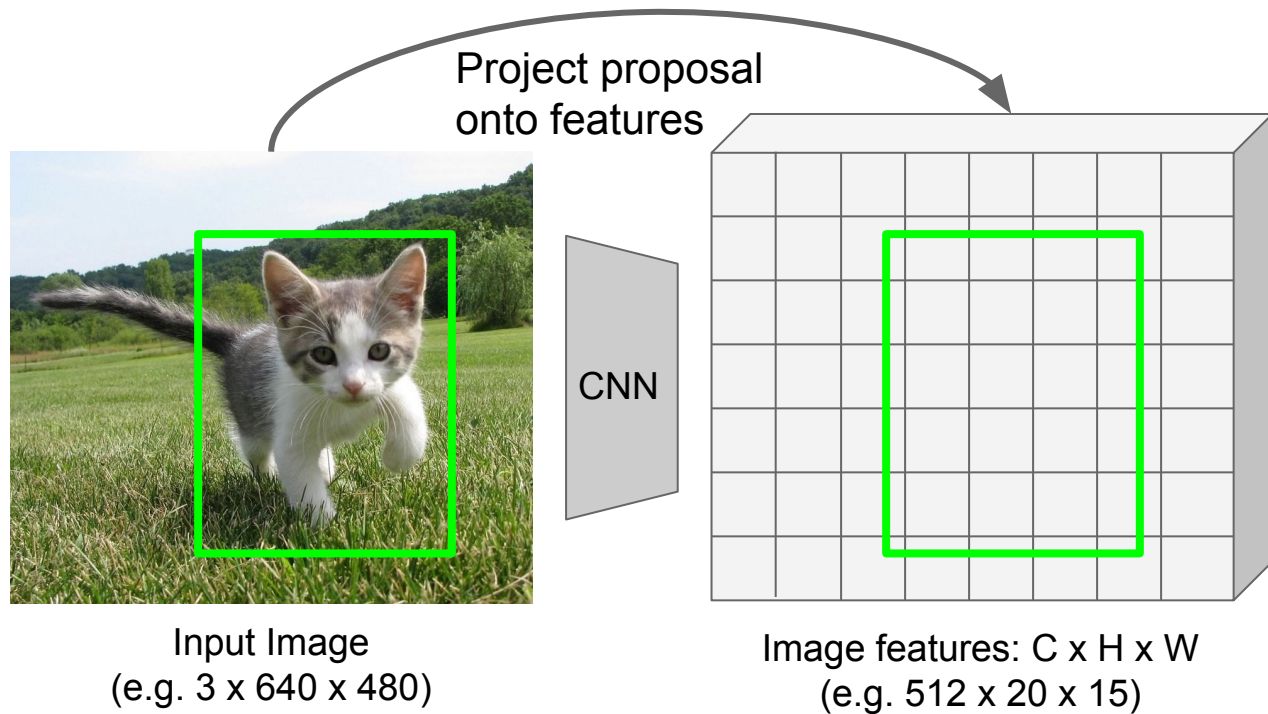 Project proposal
onto features
CNN
Input Image
(e.g. 3 x 640 x 480)
Image features: C x H x W
(e.g. 512 x 20 x 15)